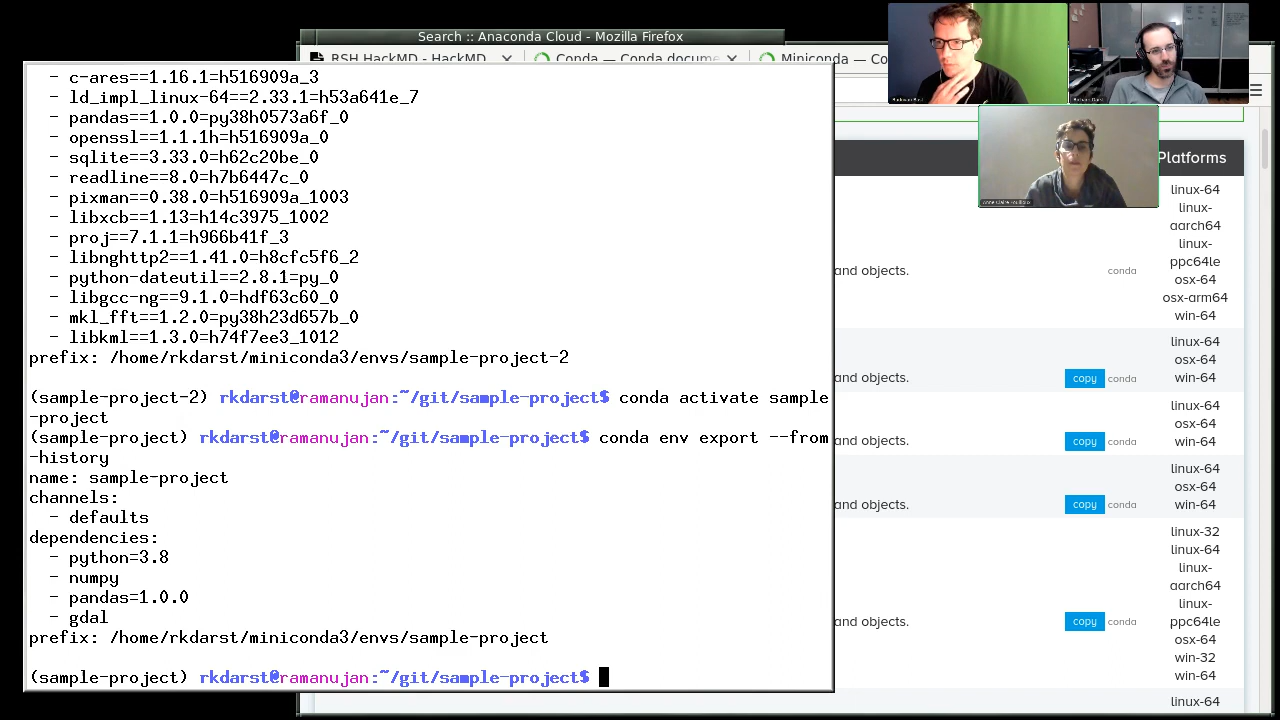 Search :: Anaconda Cloud - Mozilla Firefox
RSH HackMD - HackMD
Conda — Conda docume
Miniconda — Co
- c-ares==1.16.1=h516909a_3
- ld_impl_linux-64==2.33.1=h53a641e_7
- pandas==1.0.0=py38h0573a6f_0
- openssl==1.1.1h=h516909a_0
- sqlite==3.33.0=h62c20be_0
- readline==8.0=h7b6447c_0
- pixman==0.38.0=h516909a_1003
- libxcb==1.13=h14c3975_1002
- proj==7.1.1=h966b41f_3
- libnghttp2==1.41.0=h8cfc5f6_2
- python-dateutil==2.8.1=py_0
- libgcc-ng==9.1.0=hdf63c60_0
- mkl_fft==1.2.0=py38h23d657b_0
- libkml==1.3.0=h74f7ee3_1012
prefix: /home/rkdarst/miniconda3/envs/sample-project-2
(sample-project-2) rkdarst@ramanujan:~/git/sample-project$ conda activate sample
-project
(sample-project) rkdarst@ramanujan:~/git/sample-project$ conda env export --from
-history
name: sample-project
channels:
- defaults
dependencies:
- python=3.8
- numpy
- pandas=1.0.0
- gdal
prefix: /home/rkdarst/miniconda3/envs/sample-project
(sample-project) rkdarst@ramanujan:~/git/sample-project$
Platforms
and objects.
conda
linux-64
linux-
aarch64
linux-
ppc64le
osx-64
osx-arm64
win-64
and objects.
copy conda
linux-64
osx-64
win-64
and objects.
copy conda
linux-64
osx-64
win-64
and objects.
copy conda
linux-64
osx-64
win-64
and objects.
copy conda
linux-32
linux-64
linux-
aarch64
linux-
ppc64le
osx-64
win-32
win-64
linux-64